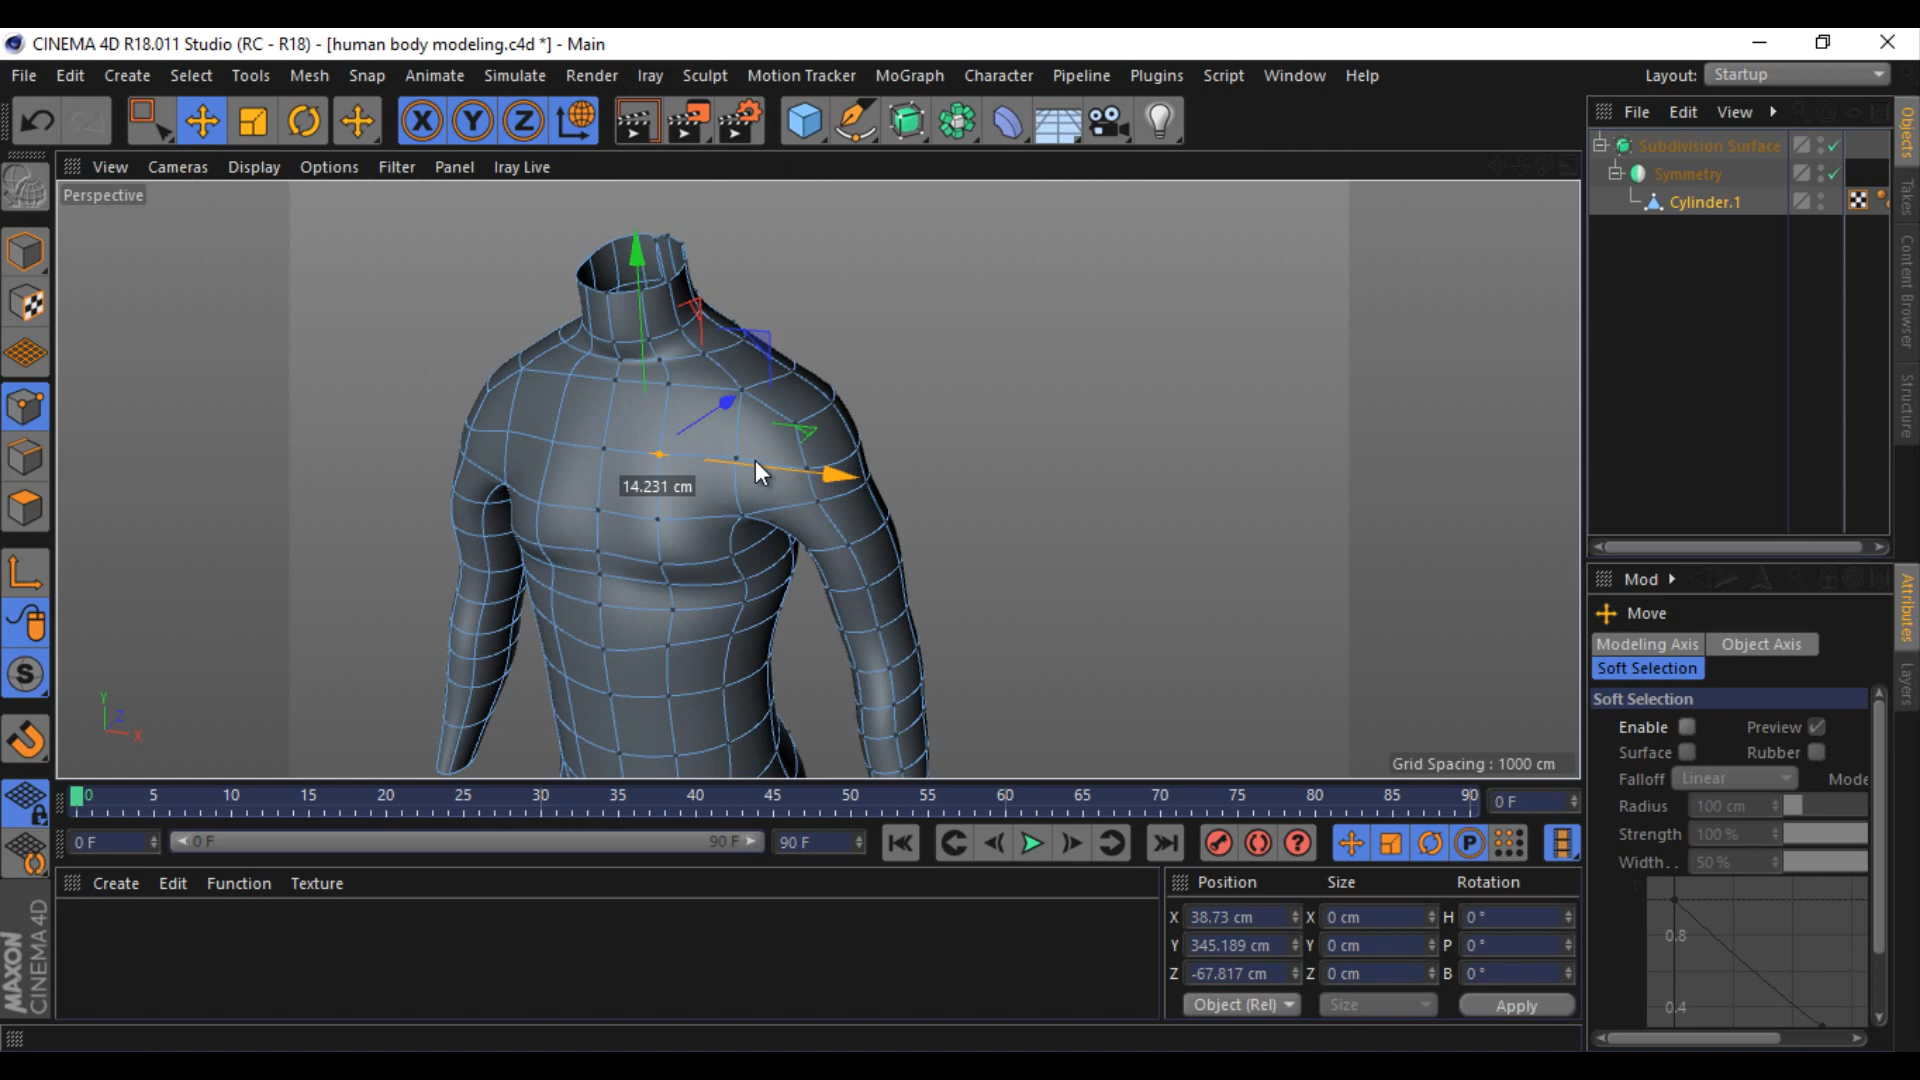 CINEMA 4D R18.011 Studio (RC - R18) - [human body modeling.c4d *] - Main
File Edit Create Select Tools Mesh Snap Animate Simulate Render Iray Sculpt Motion Tracker MoGraph Character Pipeline Plugins Script Window Help Layout: Startup
File Edit View
View Cameras Display Options Filter Panel Iray Live
Perspective
Subdivision Surface
Symmetry
Cylinder.1
Objects
Takes
Content Browser
Structure
14.231 cm
Y
Z
X
Grid Spacing : 1000 cm
Mod
Move
Modeling Axis Object Axis
Soft Selection
Soft Selection
Enable Preview
Surface Rubber
Falloff Linear Mode
Radius 100 cm
Strength 100 %
Width. . 50 %
0.8
0.4
Attributes
Layers
0 5 10 15 20 25 30 35 40 45 50 55 60 65 70 75 80 85 90 0 F
0 F 0 F 90 F 90 F
Create Edit Function Texture
Position Size Rotation
X 38.73 cm X 0 cm H 0 °
Y 345.189 cm Y 0 cm P 0 °
Z -67.817 cm Z 0 cm B 0 °
Object (Rel) Size Apply
MAXON
CINEMA 4D